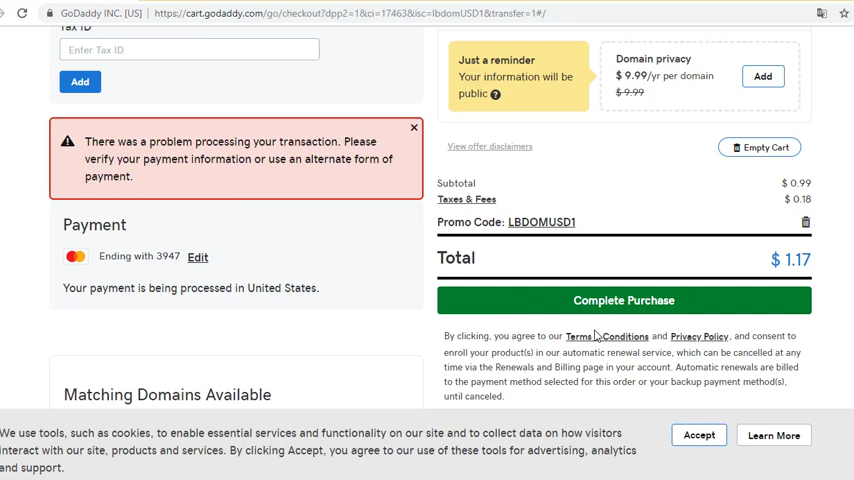 GoDaddy INC. [US]
https://cart.godaddy.com/go/checkout?dpp2=1&ci=17463&isc=lbdomUSD1&transfer=1#/
Tax ID
Enter Tax ID
Add
There was a problem processing your transaction. Please
verify your payment information or use an alternate form of
payment.
Payment
Ending with 3947 Edit
Your payment is being processed in United States.
Matching Domains Available
Just a reminder
Your information will be
public ?
Domain privacy
$ 9.99/yr per domain
$ 9.99
Add
View offer disclaimers
Empty Cart
Subtotal $ 0.99
Taxes & Fees $ 0.18
Promo Code: LBDOMUSD1
Total $ 1.17
Complete Purchase
By clicking, you agree to our Terms & Conditions and Privacy Policy, and consent to
enroll your product(s) in our automatic renewal service, which can be cancelled at any
time via the Renewals and Billing page in your account. Automatic renewals are billed
to the payment method selected for this order or your backup payment method(s),
until canceled.
We use tools, such as cookies, to enable essential services and functionality on our site and to collect data on how visitors
interact with our site, products and services. By clicking Accept, you agree to our use of these tools for advertising, analytics
and support.
Accept
Learn More